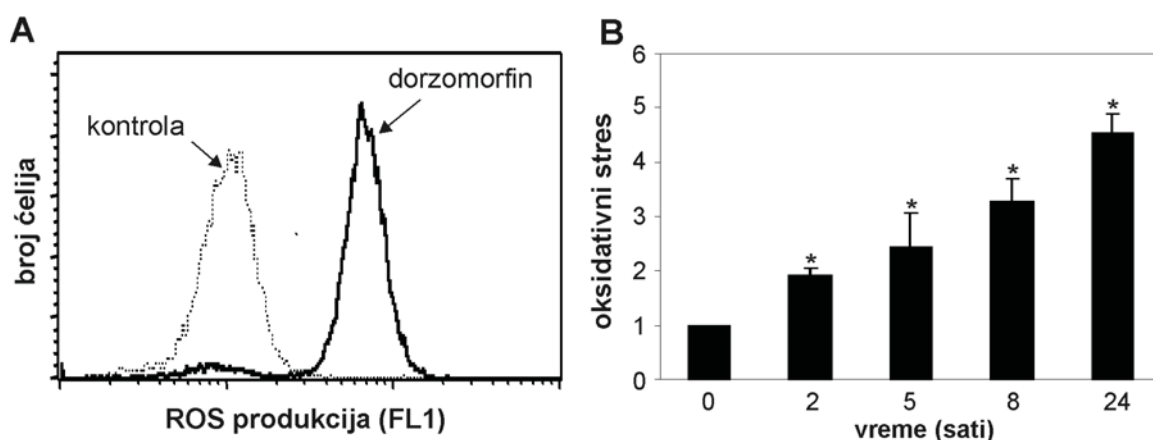 A
kontrola
dorzomorfin
broj ćelija
ROS produkcija (FL1)
B
6
5
4
3
2
1
0
oksidativni stres
*
*
*
*
0 2 5 8 24
vreme (sati)